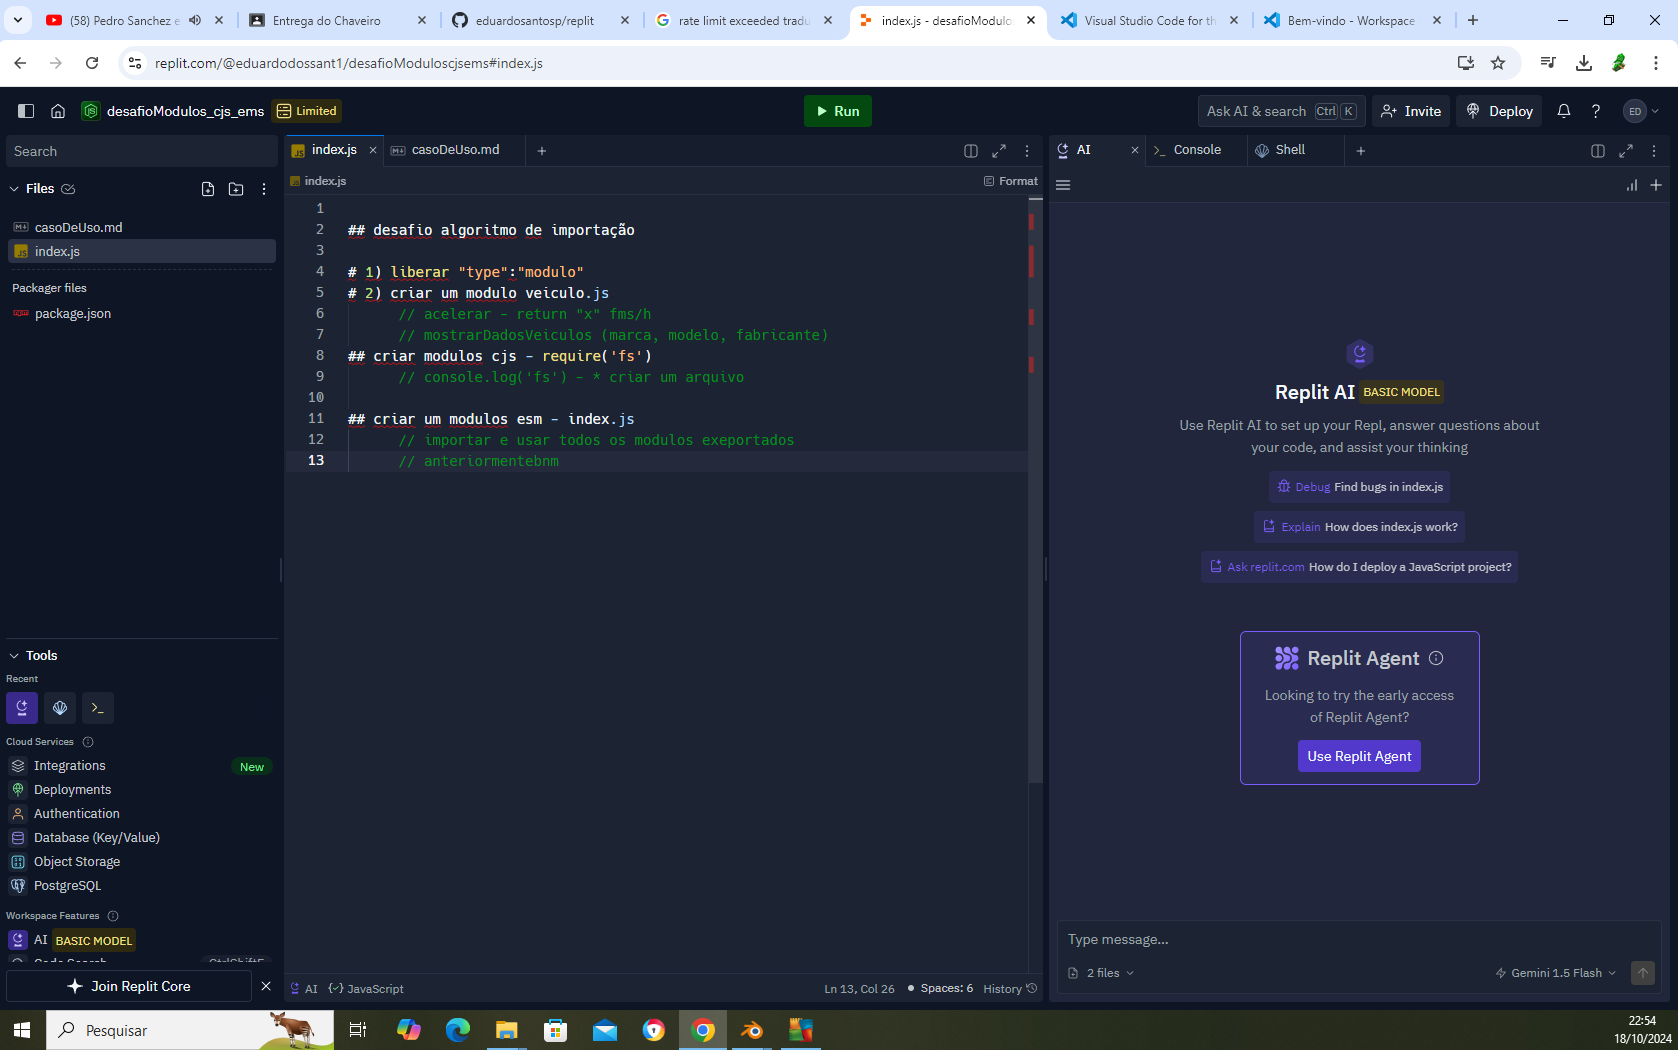 (58) Pedro Sanchez e
Entrega do Chaveiro
eduardosantosp/replit
rate limit exceeded tradu
index.js - desafioModulo
Visual Studio Code for th
Bem-vindo - Workspace
replit.com/@eduardodossant1/desafioModuloscjsems#index.js
desafioModulos_cjs_ems
Limited
Run
Ask AI & search
Ctrl K
Invite
Deploy
?
ED
Search
index.js
casoDeUso.md
AI
Console
Shell
index.js
Format
Files
casoDeUso.md
index.js
Packager files
package.json
1
2 ## desafio algoritmo de importação
3
4 # 1) liberar "type":"modulo"
5 # 2) criar um modulo veiculo.js
6 // acelerar - return "x" fms/h
7 // mostrarDadosVeiculos (marca, modelo, fabricante)
8 ## criar modulos cjs - require('fs')
9 // console.log('fs') - * criar um arquivo
10
11 ## criar um modulos esm - index.js
12 // importar e usar todos os modulos exeportados
13 // anteriormentebnm
Replit AI BASIC MODEL
Use Replit AI to set up your Repl, answer questions about
your code, and assist your thinking
Debug Find bugs in index.js
Explain How does index.js work?
Ask replit.com How do I deploy a JavaScript project?
Replit Agent
Looking to try the early access
of Replit Agent?
Use Replit Agent
Tools
Recent
Cloud Services
Integrations
New
Deployments
Authentication
Database (Key/Value)
Object Storage
PostgreSQL
Workspace Features
AI BASIC MODEL
Code Search
Ctrl Shift F
Join Replit Core
Type message...
2 files
Gemini 1.5 Flash
AI
JavaScript
Ln 13, Col 26
Spaces: 6
History
Pesquisar
22:54
18/10/2024